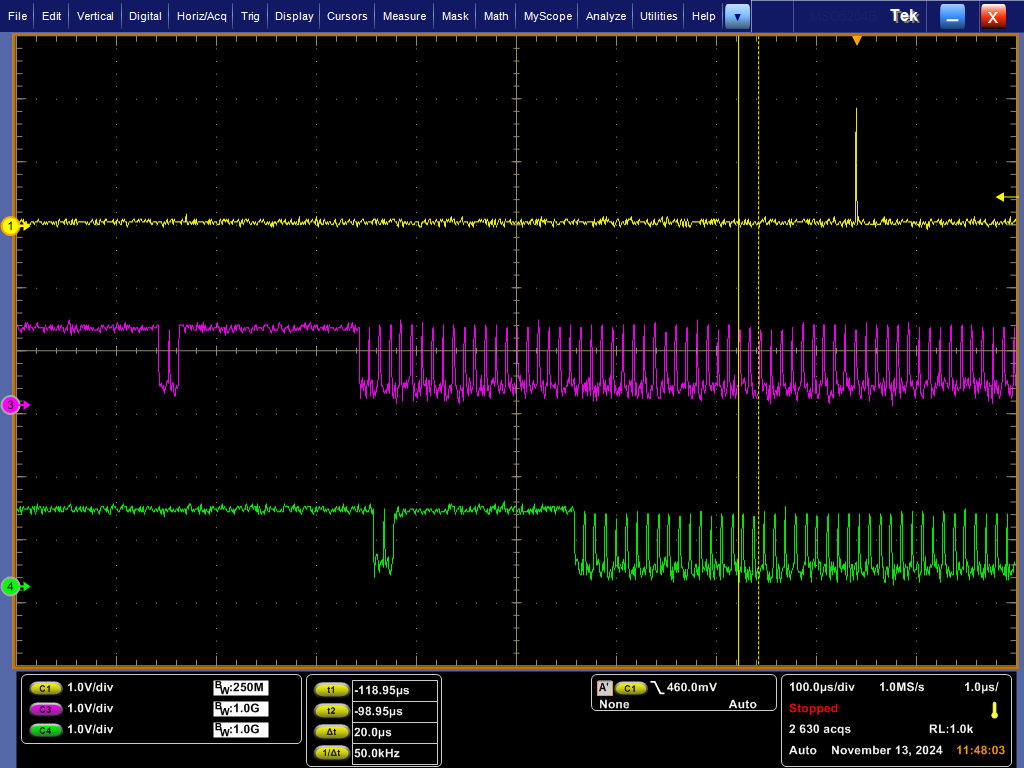 File Edit Vertical Digital Horiz/Acq Trig Display Cursors Measure Mask Math MyScope Analyze Utilities Help Tek X
1
3
4
C1 1.0V/div BW:250M
C3 1.0V/div BW:1.0G
C4 1.0V/div BW:1.0G
t1 -118.95µs
t2 -98.95µs
Δt 20.0µs
1/Δt 50.0kHz
A' C1 460.0mV
None Auto
100.0µs/div 1.0MS/s 1.0µs/
Stopped
2 630 acqs RL:1.0k
Auto November 13, 2024 11:48:03